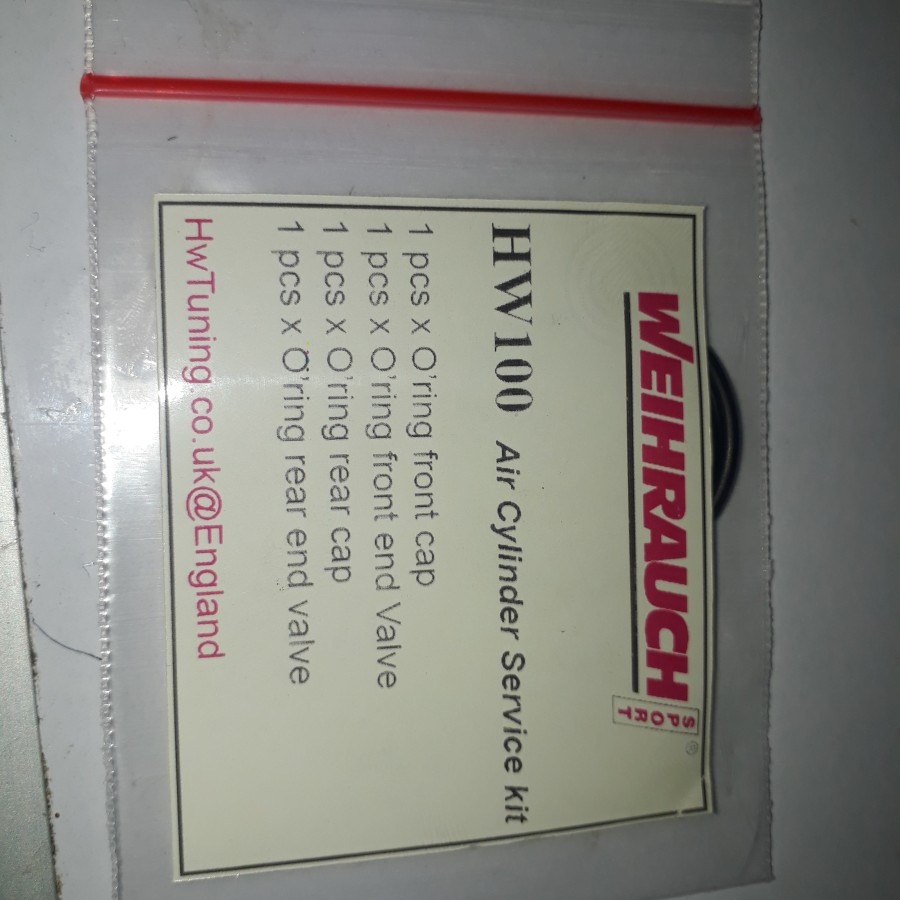 WEIHRAUCH
SPORT
®
HW100 Air Cylinder Service kit
1 pcs x O'ring front cap
1 pcs x O'ring front end Valve
1 pcs x O'ring rear cap
1 pcs x O'ring rear end valve
HwTuning.co.uk@England